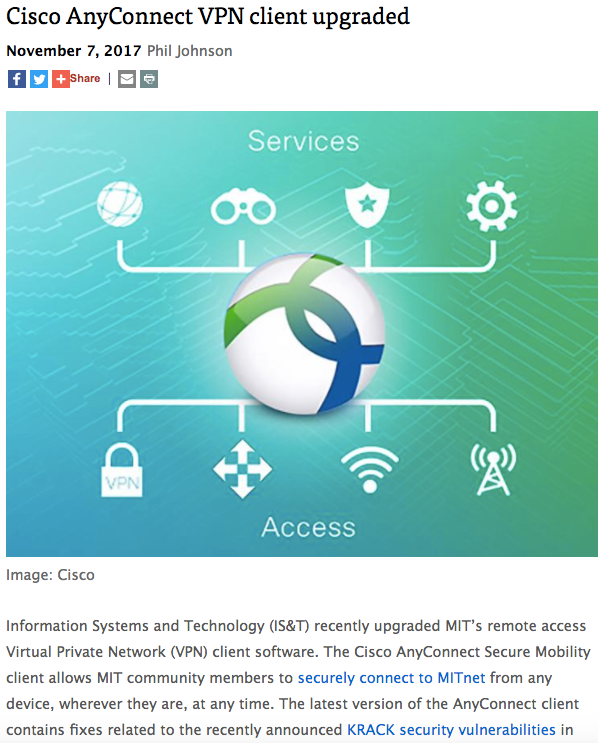 Cisco AnyConnect VPN client upgraded
November 7, 2017 Phil Johnson
f Share |
Services
VPN
Access
Image: Cisco
Information Systems and Technology (IS&T) recently upgraded MIT’s remote access
Virtual Private Network (VPN) client software. The Cisco AnyConnect Secure Mobility
client allows MIT community members to securely connect to MITnet from any
device, wherever they are, at any time. The latest version of the AnyConnect client
contains fixes related to the recently announced KRACK security vulnerabilities in